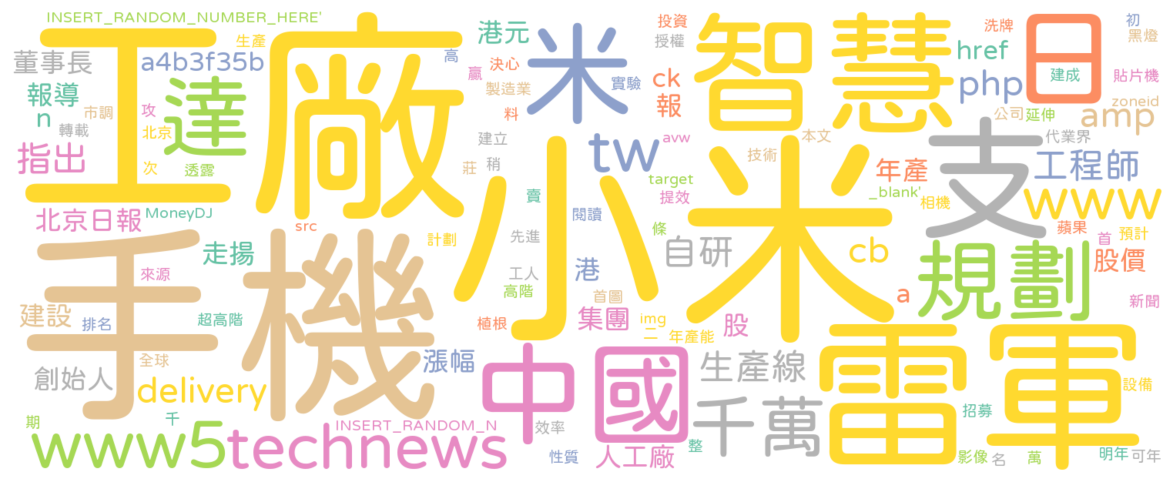 INSERT_RANDOM_NUMBER_HERE'
工廠
智慧
日
初
黑燈
生產
高
港元
米
投資
授權
洗牌
href
董事長
a4b3f35b
贏
決心
製造業
實驗
ck
php
建成
貼片機
報導
n
市調
攻
達
料
報
zoneid
amp
公司
延伸
轉載
北京
建立
tw
avw
支
代業界
本文
技術
指出
次
透露
莊
稍
小米
target
提效
年產
工程師
_blank'
相機
www
北京日報
MoneyDJ
src
賣
閱讀
條
蘋果
首
預計
手機
走揚
計劃
先進
自研
cb
規劃
股價
來源
工人
高階
港
a
新聞
建設
排名
超高階
植根
首圖
集團
img
二
年產能
股
雷軍
全球
創始人
delivery
漲幅
中國
生產線
設備
期
千
www5technews
INSERT_RANDOM_N
效率
千萬
招募
性質
人工廠
整
影像
名
萬
明年
可年